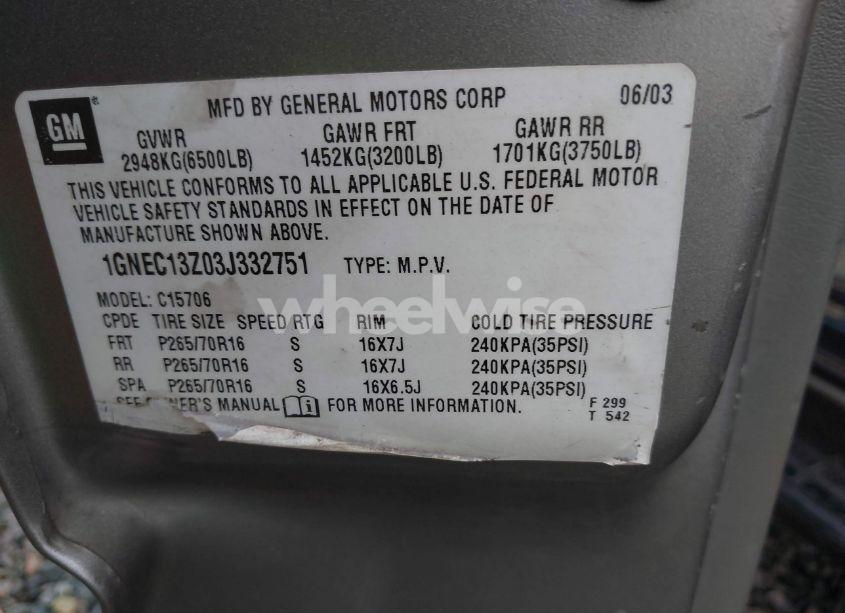 GM
MFD BY GENERAL MOTORS CORP 06/03
GVWR GAWR FRT GAWR RR
2948KG(6500LB) 1452KG(3200LB) 1701KG(3750LB)
THIS VEHICLE CONFORMS TO ALL APPLICABLE U.S. FEDERAL MOTOR
VEHICLE SAFETY STANDARDS IN EFFECT ON THE DATE OF
MANUFACTURE SHOWN ABOVE.
1GNEC13Z03J332751 TYPE: M.P.V.
wheelwise
MODEL: C15706
CPDE TIRE SIZE SPEED RTG RIM COLD TIRE PRESSURE
FRT P265/70R16 S 16X7J 240KPA(35PSI)
RR P265/70R16 S 16X7J 240KPA(35PSI)
SPA P265/70R16 S 16X6.5J 240KPA(35PSI)
SEE OWNER'S MANUAL FOR MORE INFORMATION.
F 299
T 542